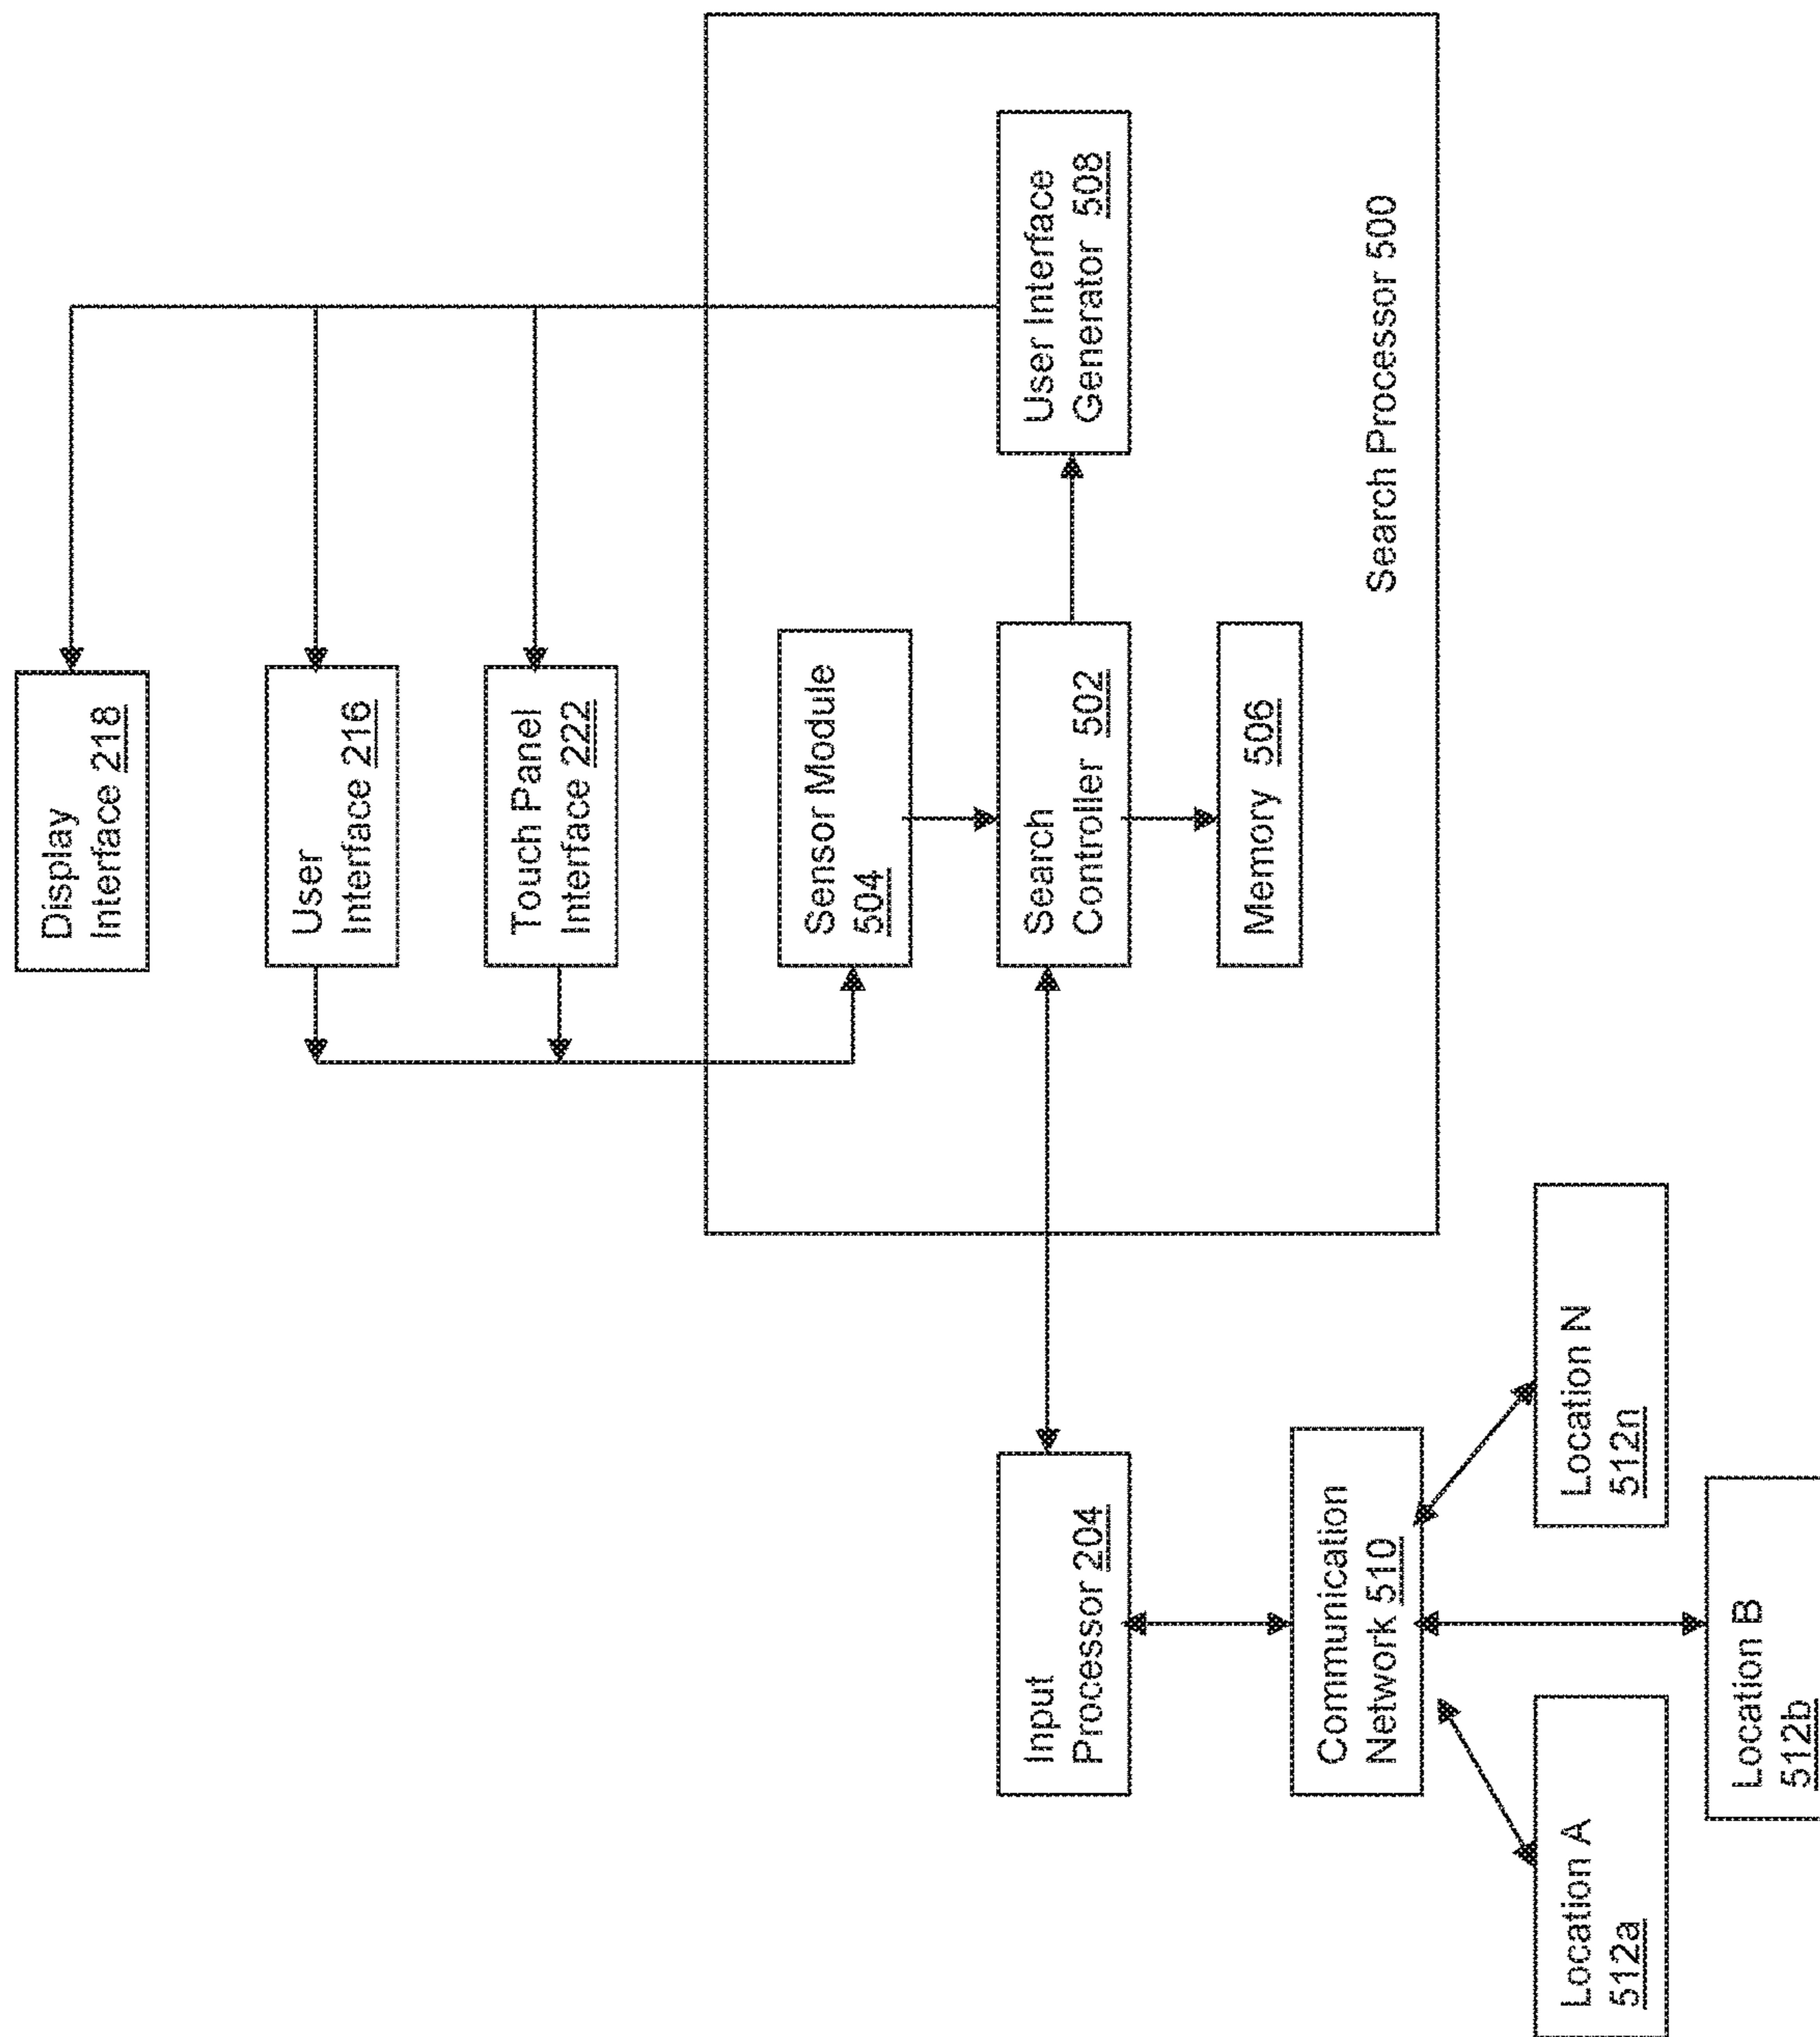 Display
Interface 218
User
Interface 216
Touch Panel
Interface 222
Sensor Module
504
Search
Controller 502
User Interface
Generator 508
Memory 506
Search Processor 500
Input
Processor 204
Communication
Network 510
Location A
512a
Location B
512b
Location N
512n